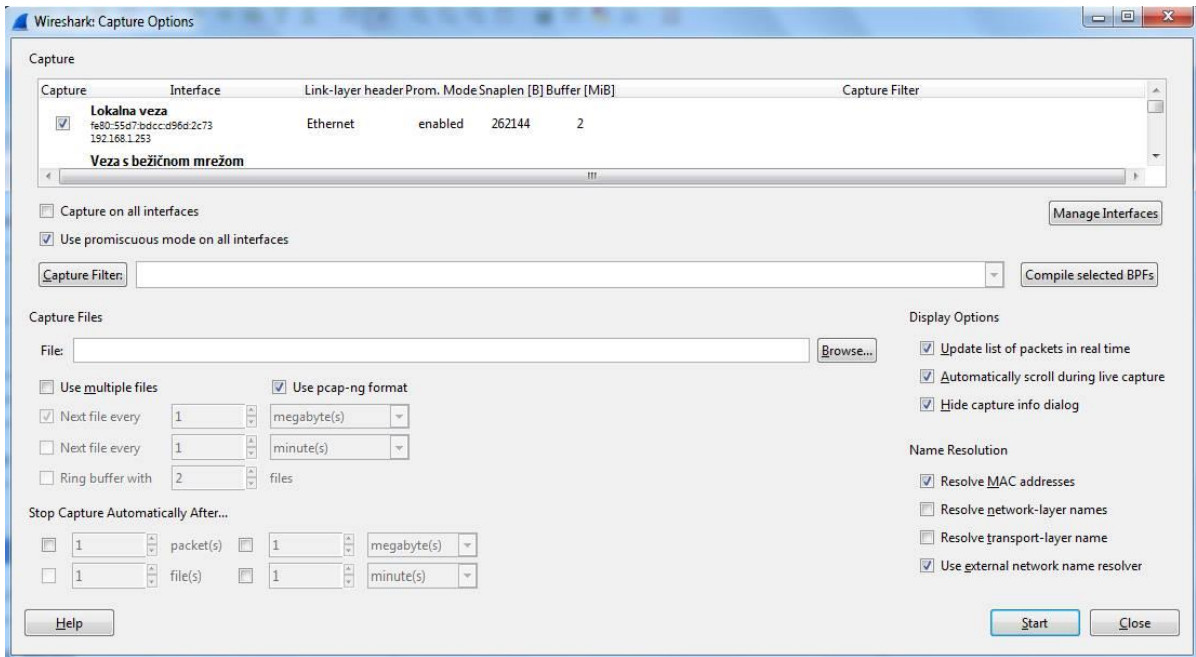 Wireshark: Capture Options
Capture
Capture Interface Link-layer header Prom. Mode Snaplen [B] Buffer [MiB] Capture Filter
Lokalna veza
fe80::55d7:bdcc:d96d:2c73
192.168.1.253
Ethernet enabled 262144 2
Veza s bežičnom mrežom
Capture on all interfaces
Manage Interfaces
Use promiscuous mode on all interfaces
Capture Filter:
Compile selected BPFs
Capture Files
Display Options
File:
Browse...
Update list of packets in real time
Use multiple files
Use pcap-ng format
Automatically scroll during live capture
Next file every 1 megabyte(s)
Hide capture info dialog
Next file every 1 minute(s)
Name Resolution
Ring buffer with 2 files
Resolve MAC addresses
Stop Capture Automatically After...
Resolve network-layer names
1 packet(s) 1 megabyte(s)
Resolve transport-layer name
1 file(s) 1 minute(s)
Use external network name resolver
Help
Start
Close